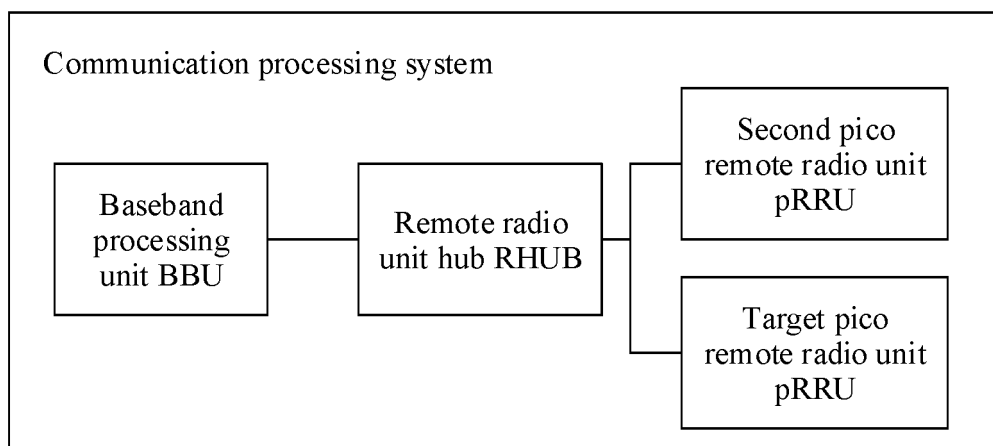 Communication processing system
Baseband
processing
unit BBU
Remote radio
unit hub RHUB
Second pico
remote radio unit
pRRU
Target pico
remote radio unit
pRRU